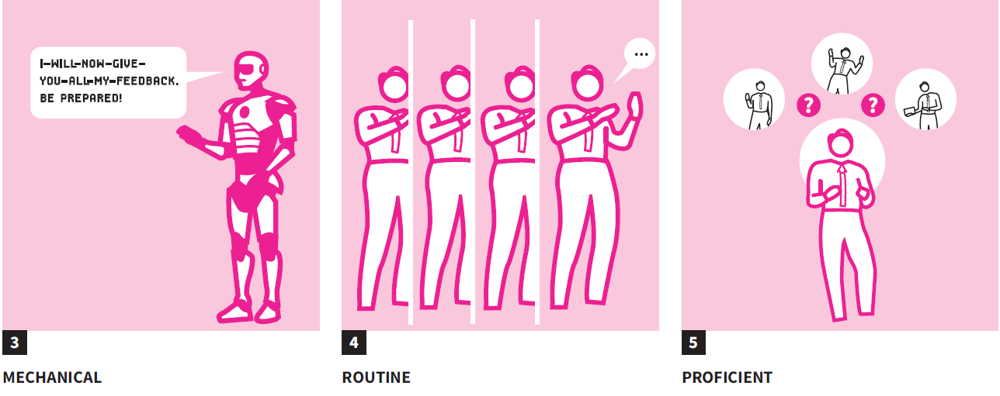 I-WILL-NOW-GIVE-
YOU-ALL-MY-FEEDBACK.
BE PREPARED!
...
? ?
3
MECHANICAL
4
ROUTINE
5
PROFICIENT